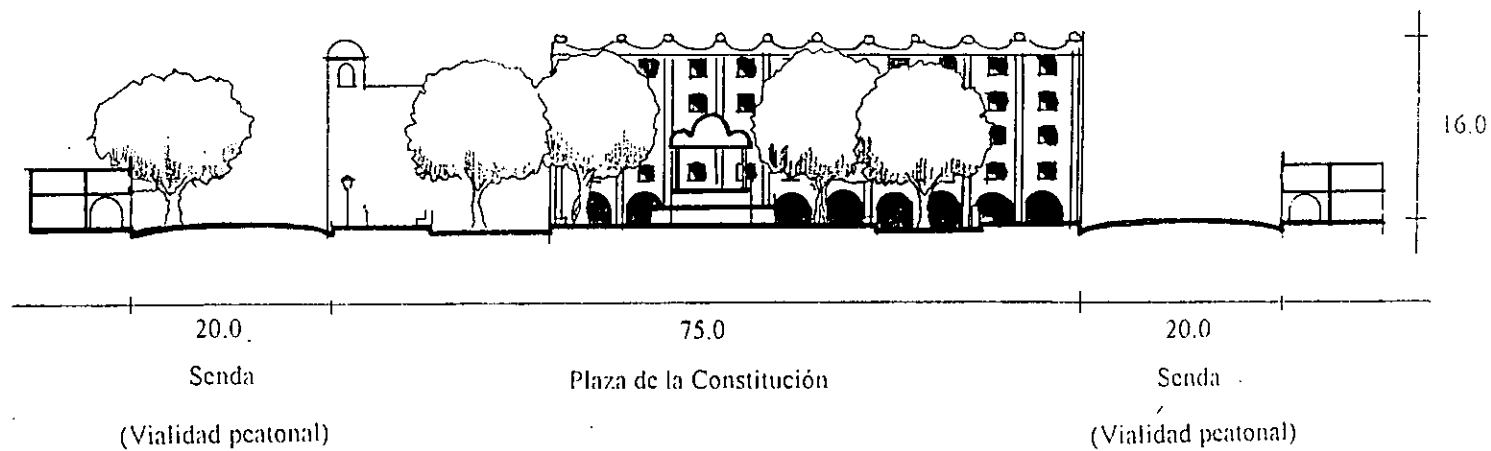 16.0
20.0 75.0 20.0
Senda Plaza de la Constitución Senda
(Vialidad peatonal) (Vialidad peatonal)